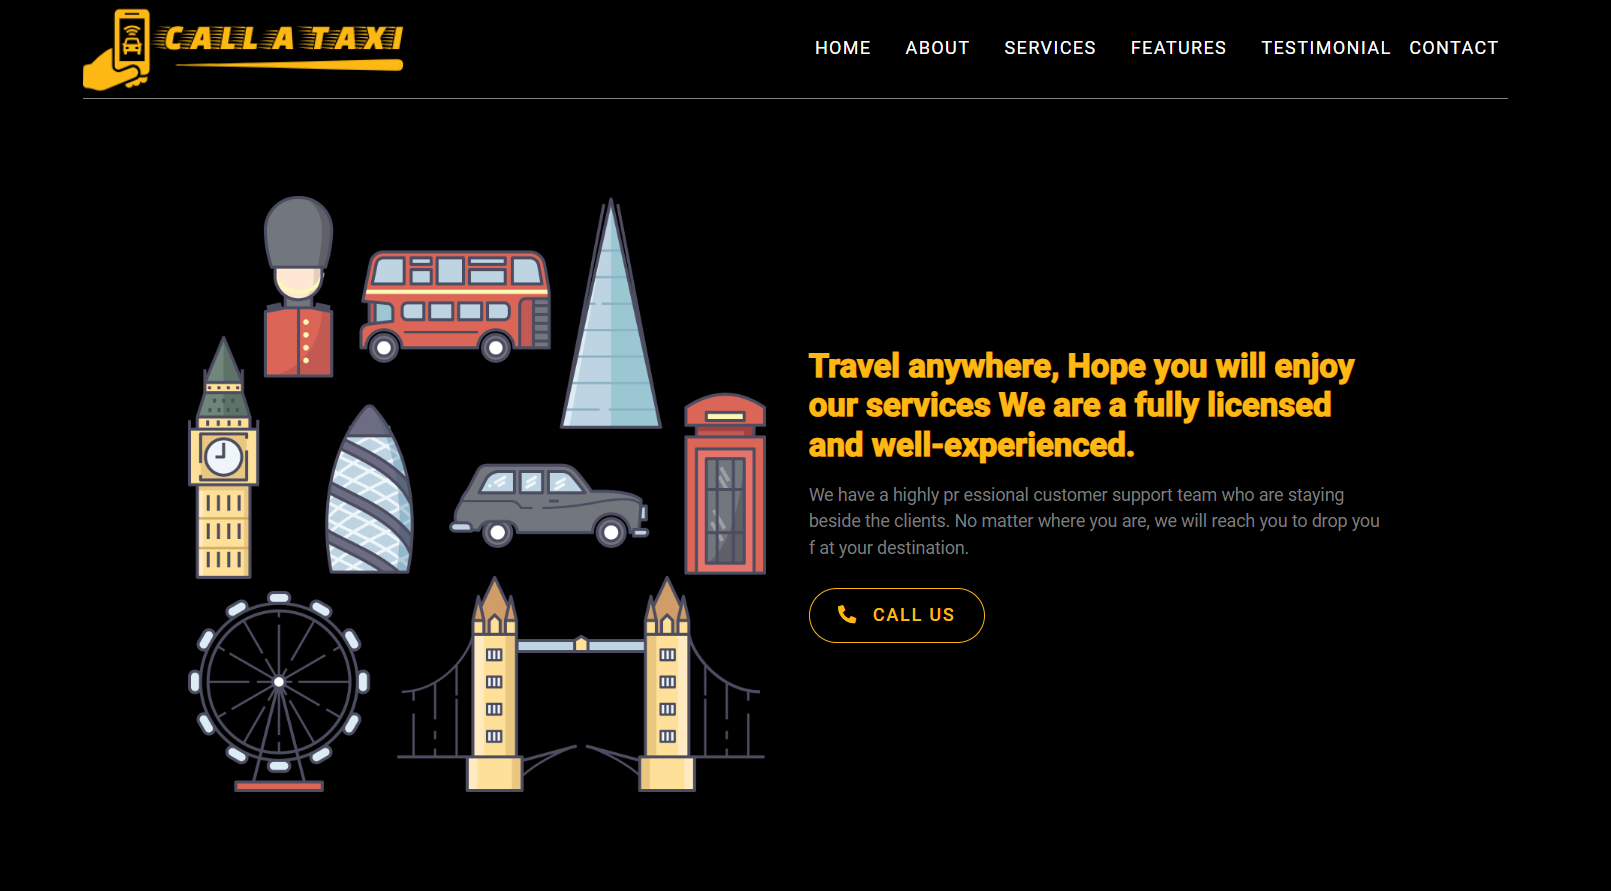 CALL A TAXI
HOME ABOUT SERVICES FEATURES TESTIMONIAL CONTACT
Travel anywhere, Hope you will enjoy
our services We are a fully licensed
and well-experienced.
We have a highly pr essional customer support team who are staying
beside the clients. No matter where you are, we will reach you to drop you
f at your destination.
CALL US